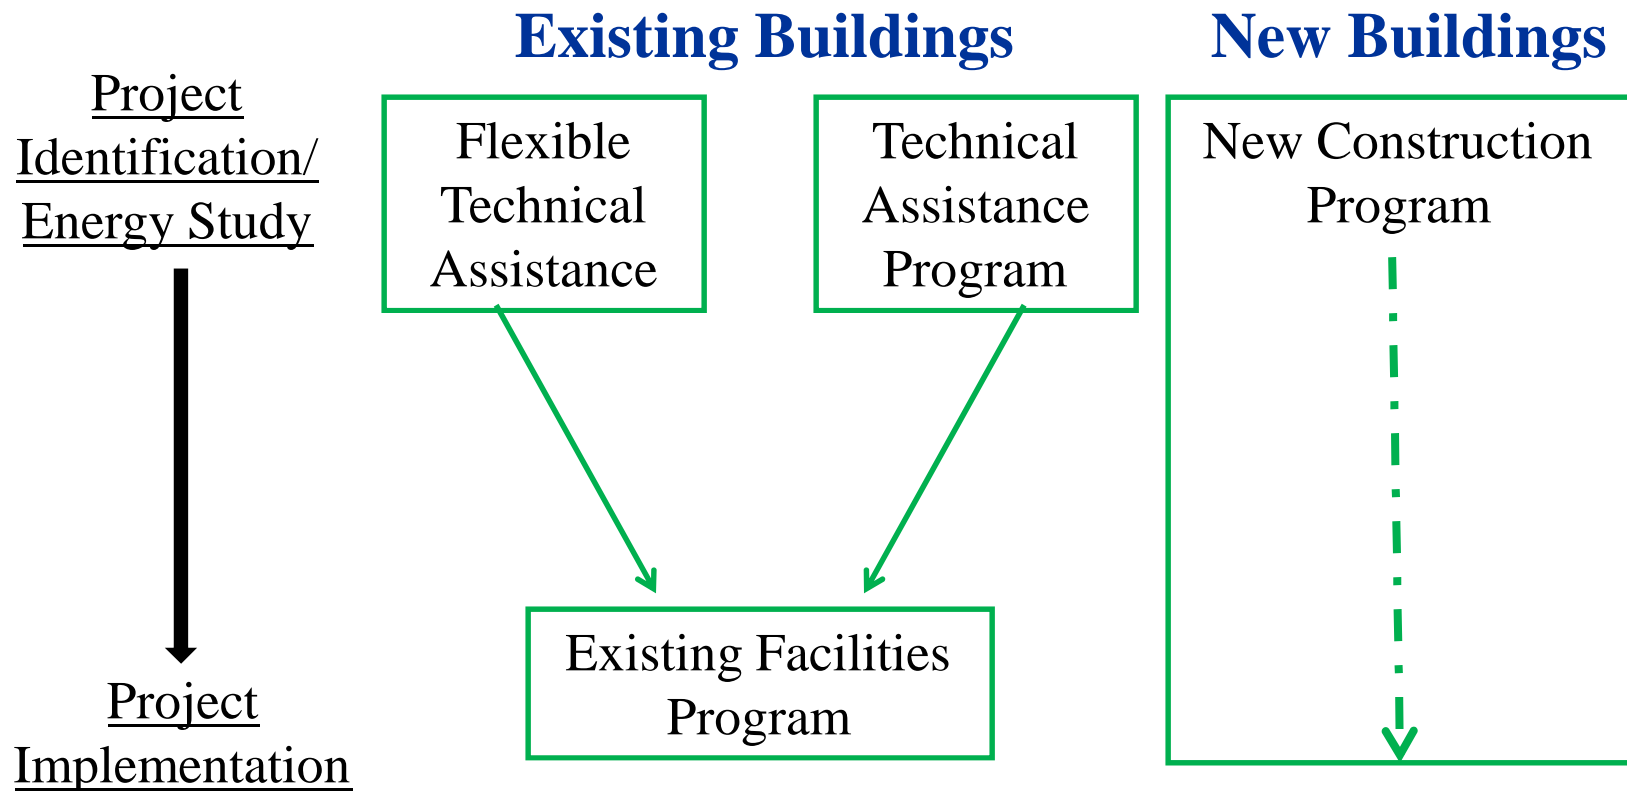 Existing Buildings
New Buildings
Project
Identification/
Energy Study
Flexible
Technical
Assistance
Technical
Assistance
Program
New Construction
Program
Existing Facilities
Program
Project
Implementation